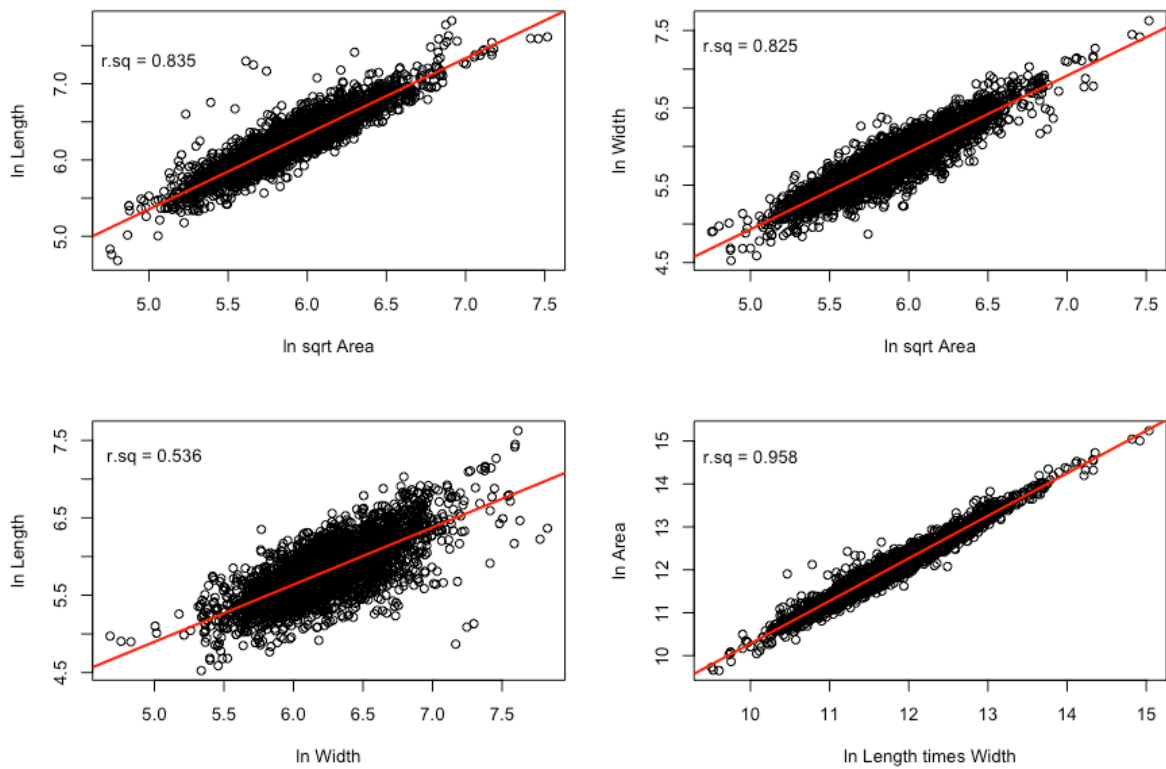 r.sq = 0.835
ln Length
5.0 6.0 7.0
5.0 5.5 6.0 6.5 7.0 7.5
ln sqrt Area
r.sq = 0.825
ln Width
4.5 5.5 6.5 7.5
5.0 5.5 6.0 6.5 7.0 7.5
ln sqrt Area
r.sq = 0.536
ln Length
4.5 5.5 6.5 7.5
5.0 5.5 6.0 6.5 7.0 7.5
ln Width
r.sq = 0.958
ln Area
10 11 12 13 14 15
10 11 12 13 14 15
ln Length times Width